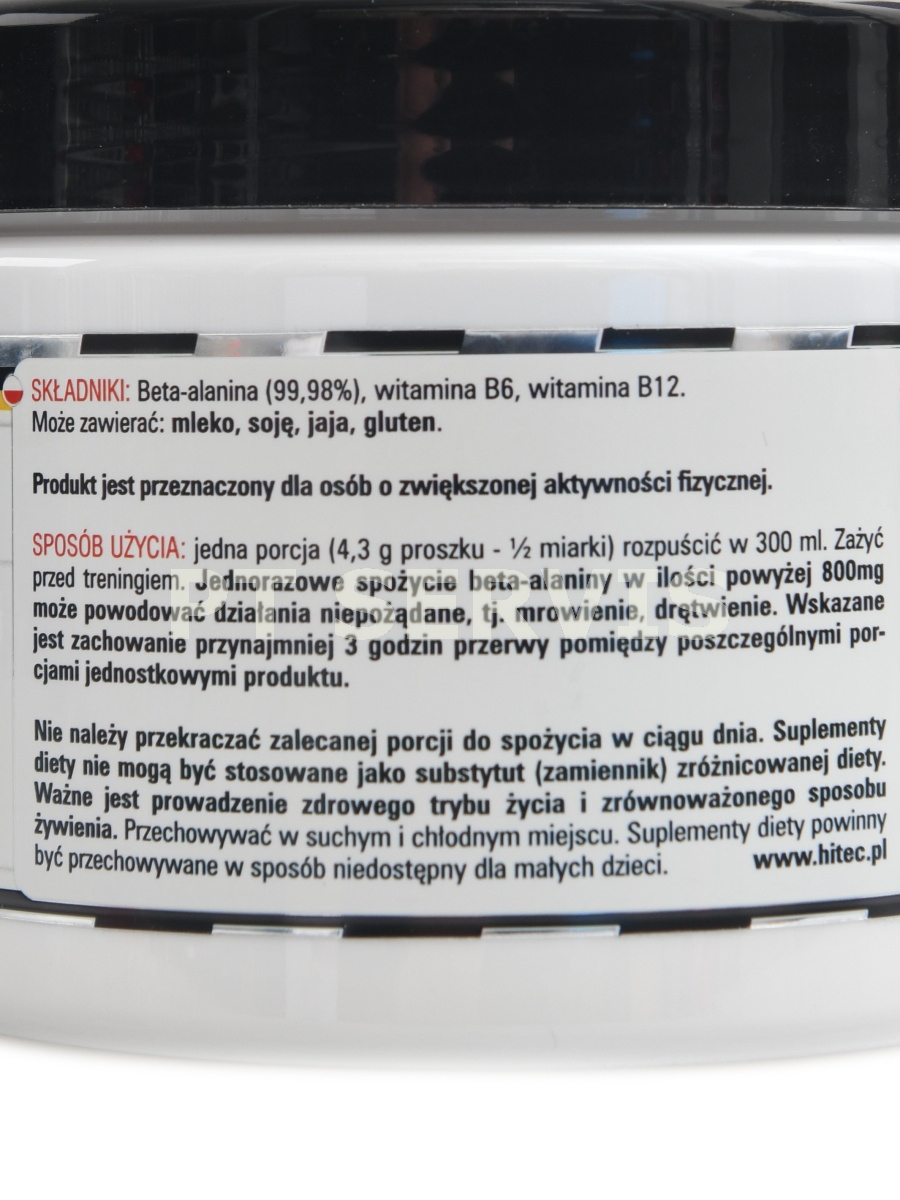 SKŁADNIKI: Beta-alanina (99,98%), witamina B6, witamina B12.
Może zawierać: mleko, soję, jaja, gluten.
Produkt jest przeznaczony dla osób o zwiększonej aktywności fizycznej.
SPOSÓB UŻYCIA: jedna porcja (4,3 g proszku - ½ miarki) rozpuścić w 300 ml. Zażyć
przed treningiem. Jednorazowe spożycie beta-alaniny w ilości powyżej 800mg
może powodować działania niepożądane, tj. mrowienie, drętwienie. Wskazane
jest zachowanie przynajmniej 3 godzin przerwy pomiędzy poszczególnymi por-
cjami jednostkowymi produktu.
Nie należy przekraczać zalecanej porcji do spożycia w ciągu dnia. Suplementy
diety nie mogą być stosowane jako substytut (zamiennik) zróżnicowanej diety.
Ważne jest prowadzenie zdrowego trybu życia i zrównoważonego sposobu
żywienia. Przechowywać w suchym i chłodnym miejscu. Suplementy diety powinny
być przechowywane w sposób niedostępny dla małych dzieci. www.hitec.pl
PT SERVIS